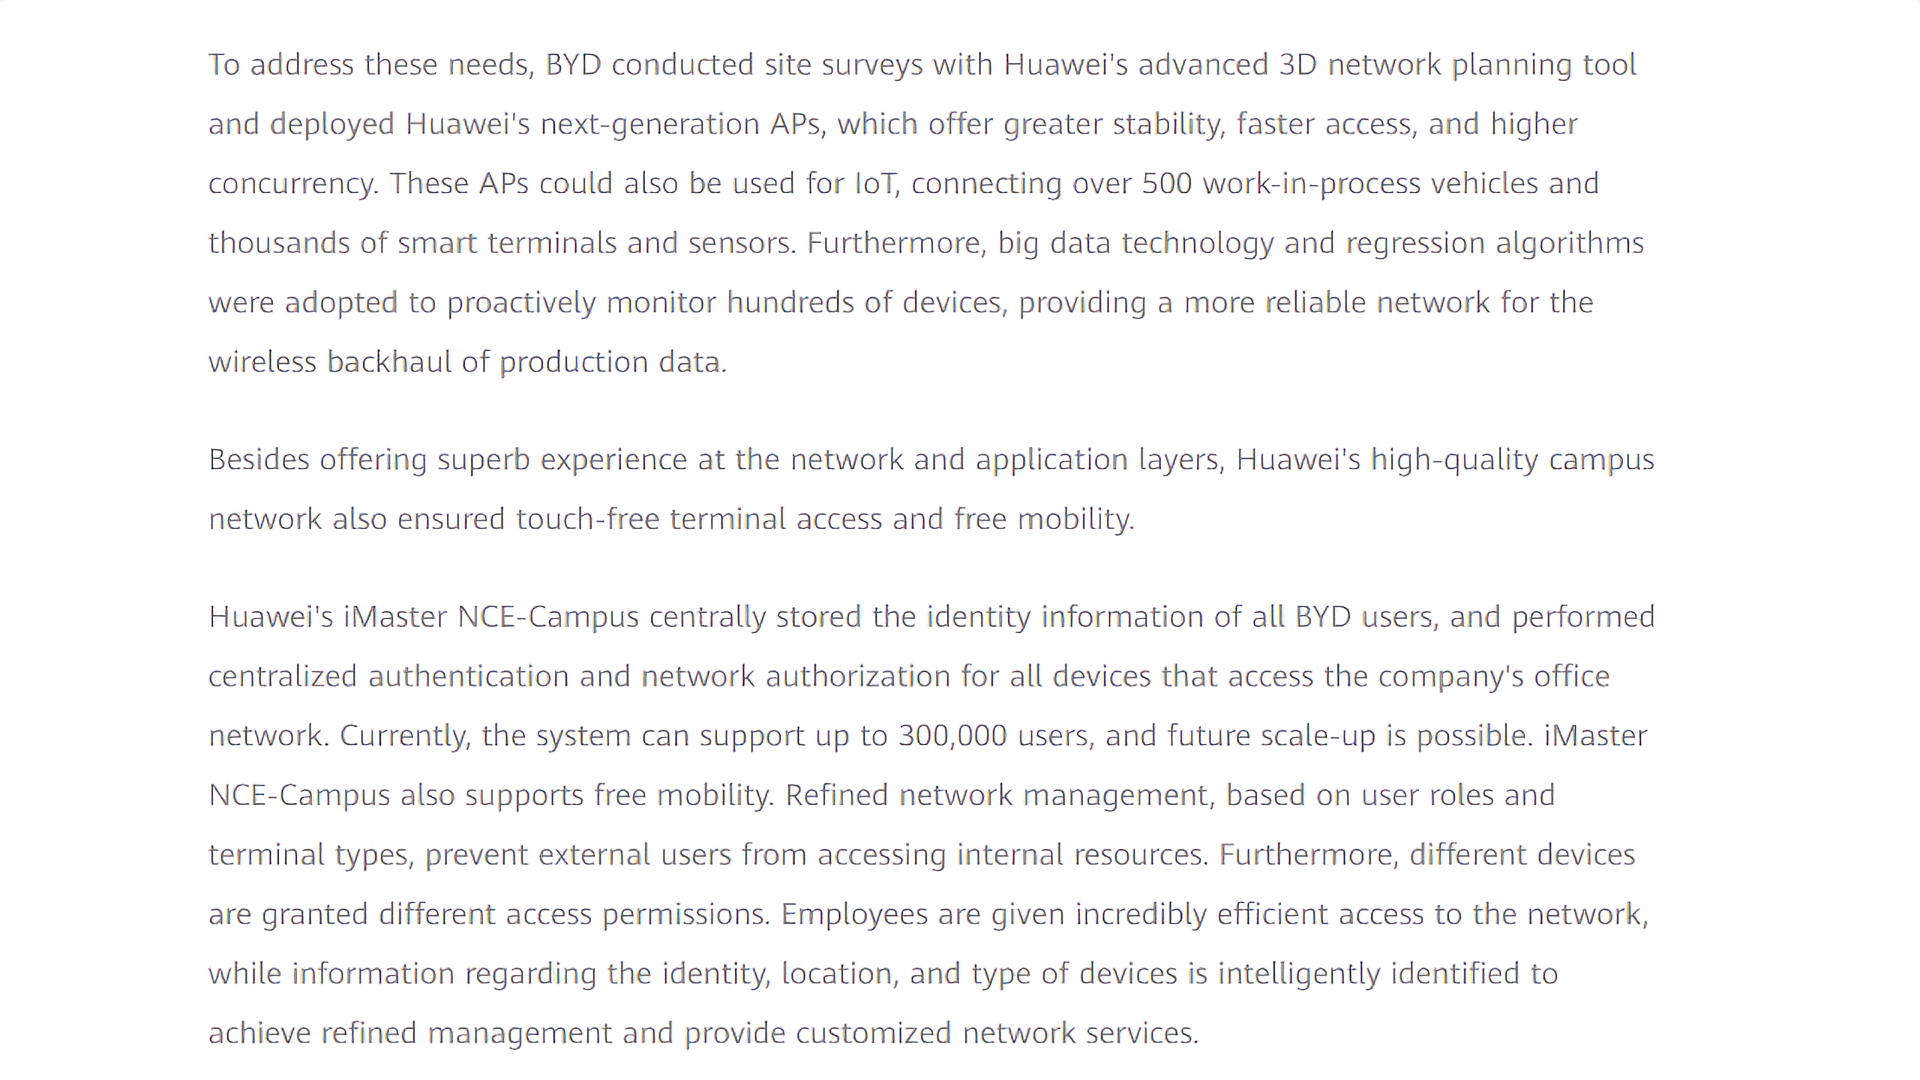 To address these needs, BYD conducted site surveys with Huawei's advanced 3D network planning tool
and deployed Huawei's next-generation APs, which offer greater stability, faster access, and higher
concurrency. These APs could also be used for IoT, connecting over 500 work-in-process vehicles and
thousands of smart terminals and sensors. Furthermore, big data technology and regression algorithms
were adopted to proactively monitor hundreds of devices, providing a more reliable network for the
wireless backhaul of production data.
Besides offering superb experience at the network and application layers, Huawei's high-quality campus
network also ensured touch-free terminal access and free mobility.
Huawei's iMaster NCE-Campus centrally stored the identity information of all BYD users, and performed
centralized authentication and network authorization for all devices that access the company's office
network. Currently, the system can support up to 300,000 users, and future scale-up is possible. iMaster
NCE-Campus also supports free mobility. Refined network management, based on user roles and
terminal types, prevent external users from accessing internal resources. Furthermore, different devices
are granted different access permissions. Employees are given incredibly efficient access to the network,
while information regarding the identity, location, and type of devices is intelligently identified to
achieve refined management and provide customized network services.